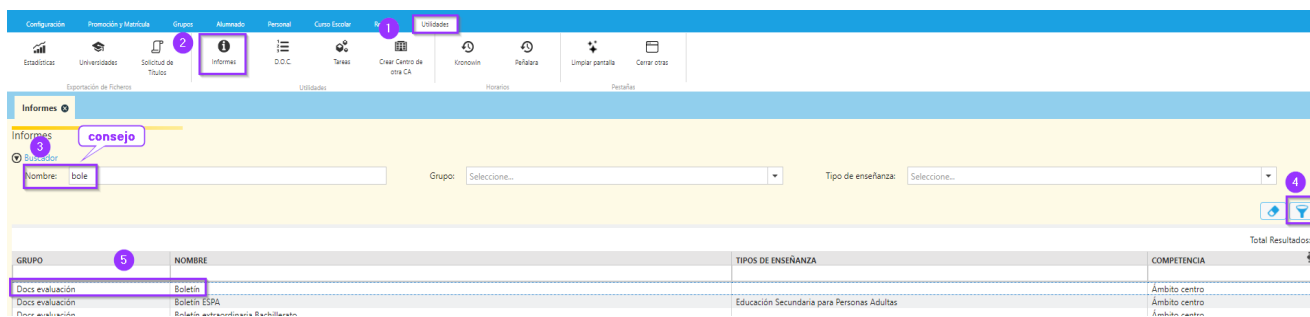 Configuración Promoción y Matrícula Grupos Alumnado Personal Curso Escolar 1 Utilidades
2
Estadísticas Universidades Solicitud de Títulos Informes D.O.C. Tareas Crear Centro de otra CA Kronowin Peñalara Limpiar pantalla Cerrar otras
Exportación de Ficheros Utilidades Horarios Pestañas
Informes
Informes
consejo
3
Buscador
Nombre: bole Grupo: Seleccione... Tipo de enseñanza: Seleccione...
4
Total Resultados:
5
GRUPO NOMBRE TIPOS DE ENSEÑANZA COMPETENCIA
Docs evaluación Boletín Ámbito centro
Docs evaluación Boletín ESPA Educación Secundaria para Personas Adultas Ámbito centro
Docs evaluación Boletín extraordinaria Bachillerato Ámbito centro